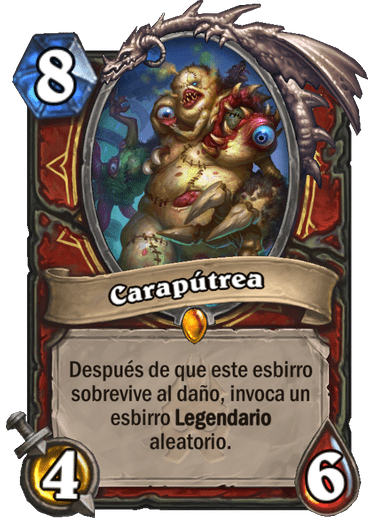 8
Carapútrea
Después de que este esbirro
sobrevive al daño, invoca un
esbirro Legendario
aleatorio.
4
6